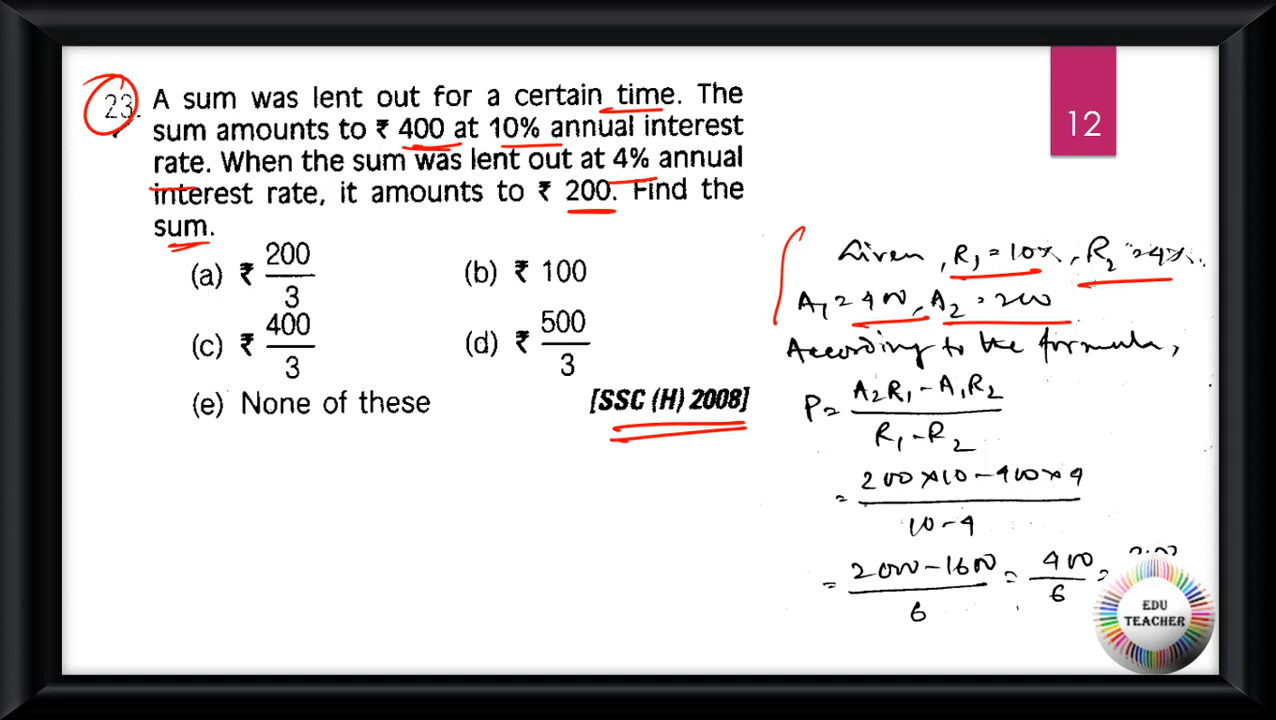 12
23. A sum was lent out for a certain time. The
sum amounts to ₹ 400 at 10% annual interest
rate. When the sum was lent out at 4% annual
interest rate, it amounts to ₹ 200. Find the
sum.
(a) ₹ 200/3 (b) ₹ 100
(c) ₹ 400/3 (d) ₹ 500/3
(e) None of these [SSC (H) 2008]
Given, R₁ = 10%, R₂ = 4%.
A₁ = 400, A₂ = 200
According to the formula,
P = A₂R₁ - A₁R₂ / R₁ - R₂
= 200×10 - 400×4 / 10 - 4
= 2000 - 1600 / 6 = 400 / 6 =
EDU
TEACHER